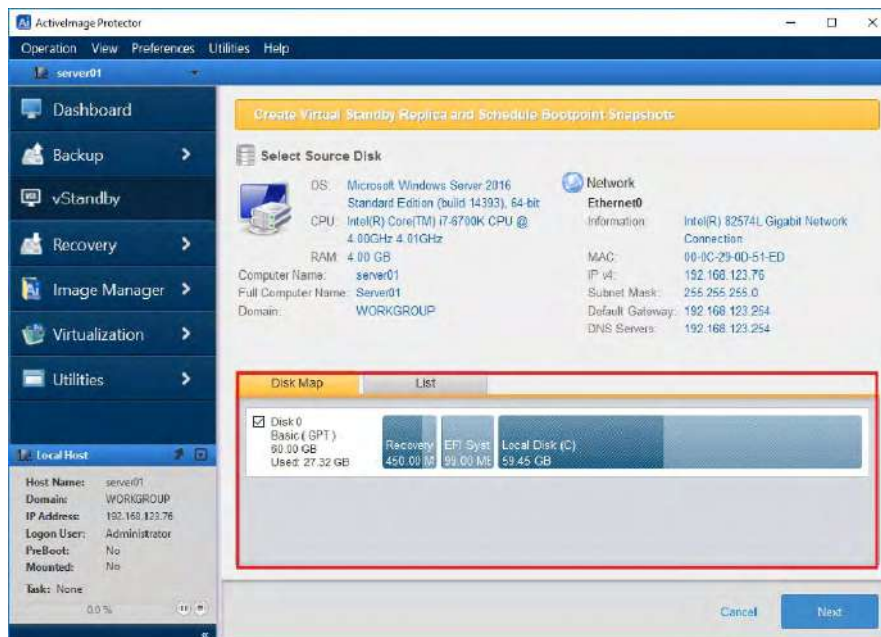 Ai ActiveImage Protector
Operation View Preferences Utilities Help
server01
Dashboard
Backup
vStandby
Recovery
Image Manager
Virtualization
Utilities
Local Host
Host Name: server01
Domain: WORKGROUP
IP Address: 192.168.123.76
Logon User: Administrator
PreBoot: No
Mounted: No
Task: None
0.0 %
Create Virtual Standby Replica and Schedule Bootpoint Snapshots
Select Source Disk
OS: Microsoft Windows Server 2016
Standard Edition (build 14393), 64-bit
CPU: Intel(R) Core(TM) i7-6700K CPU @
4.00GHz 4.01GHz
RAM: 4.00 GB
Computer Name: server01
Full Computer Name: Server01
Domain: WORKGROUP
Network
Ethernet0
Information: Intel(R) 82574L Gigabit Network
Connection
MAC: 00-0C-29-0D-51-ED
IP v4: 192.168.123.76
Subnet Mask: 255.255.255.0
Default Gateway: 192.168.123.254
DNS Servers: 192.168.123.254
Disk Map List
Disk 0
Basic ( GPT )
60.00 GB
Used: 27.32 GB
Recovery
450.00 M
EFI Syst
99.00 ME
Local Disk (C)
59.45 GB
Cancel Next